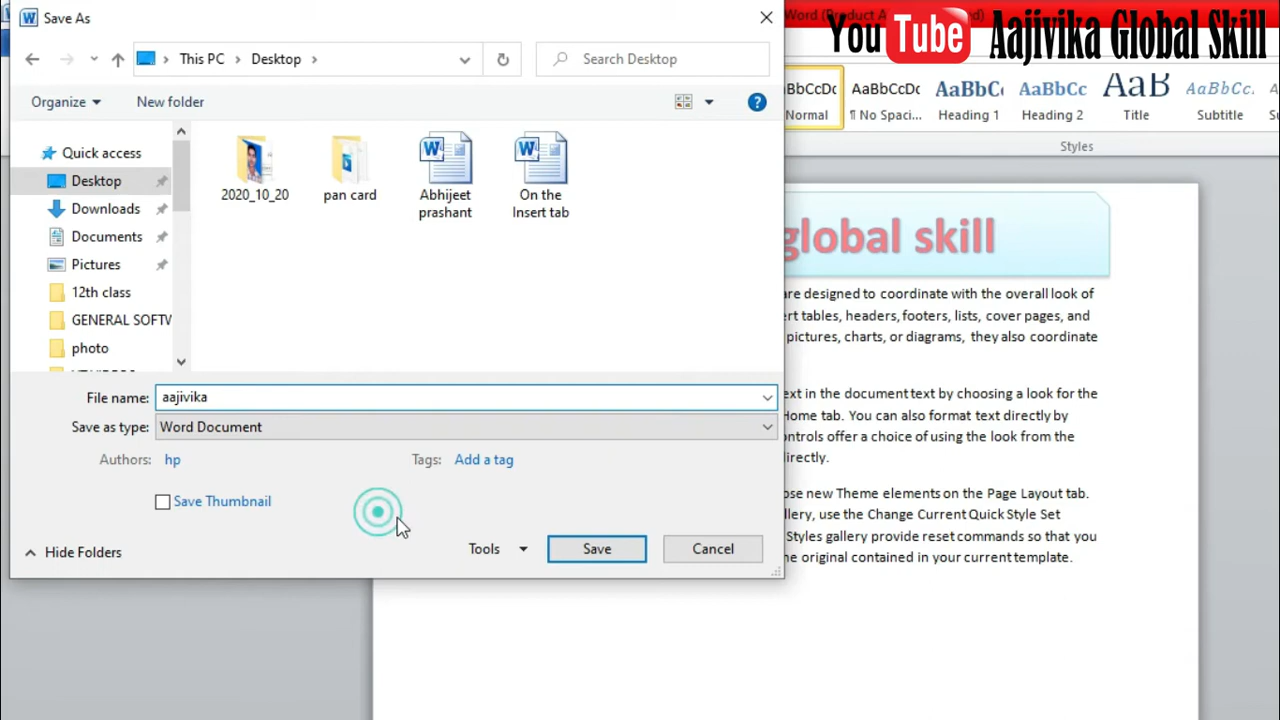 Save As
Word (Product A
You Tube Aajivika Global Skill
This PC > Desktop >
Search Desktop
Organize
New folder
Quick access
Desktop
Downloads
Documents
Pictures
12th class
GENERAL SOFTV
photo
2020_10_20
pan card
Abhijeet
prashant
On the
Insert tab
File name: aajivika
Save as type: Word Document
Authors: hp
Tags: Add a tag
Save Thumbnail
Hide Folders
Tools
Save
Cancel
AaBbCcDc AaBbC AaBbCc AaB AaBbCc.
Normal
¶ No Spaci...
Heading 1
Heading 2
Title
Subtitle
Styles
global skill
are designed to coordinate with the overall look of
rt tables, headers, footers, lists, cover pages, and
pictures, charts, or diagrams, they also coordinate
ext in the document text by choosing a look for the
Home tab. You can also format text directly by
ntrols offer a choice of using the look from the
irectly.
ose new Theme elements on the Page Layout tab.
llery, use the Change Current Quick Style Set
Styles gallery provide reset commands so that you
he original contained in your current template.